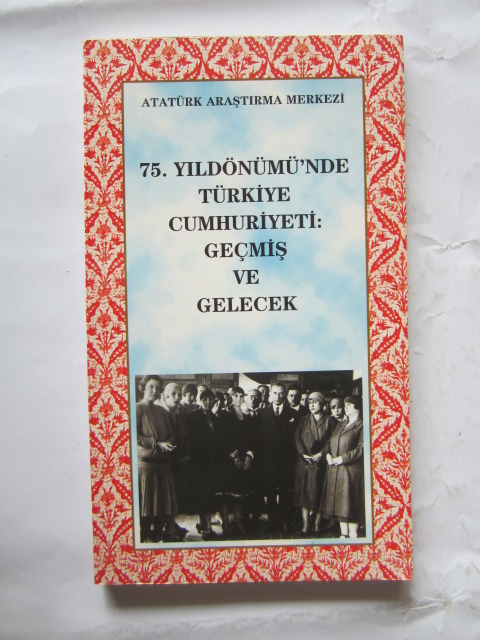 ATATÜRK ARAŞTIRMA MERKEZİ
75. YILDÖNÜMÜ'NDE
TÜRKİYE
CUMHURİYETİ:
GEÇMİŞ
VE
GELECEK